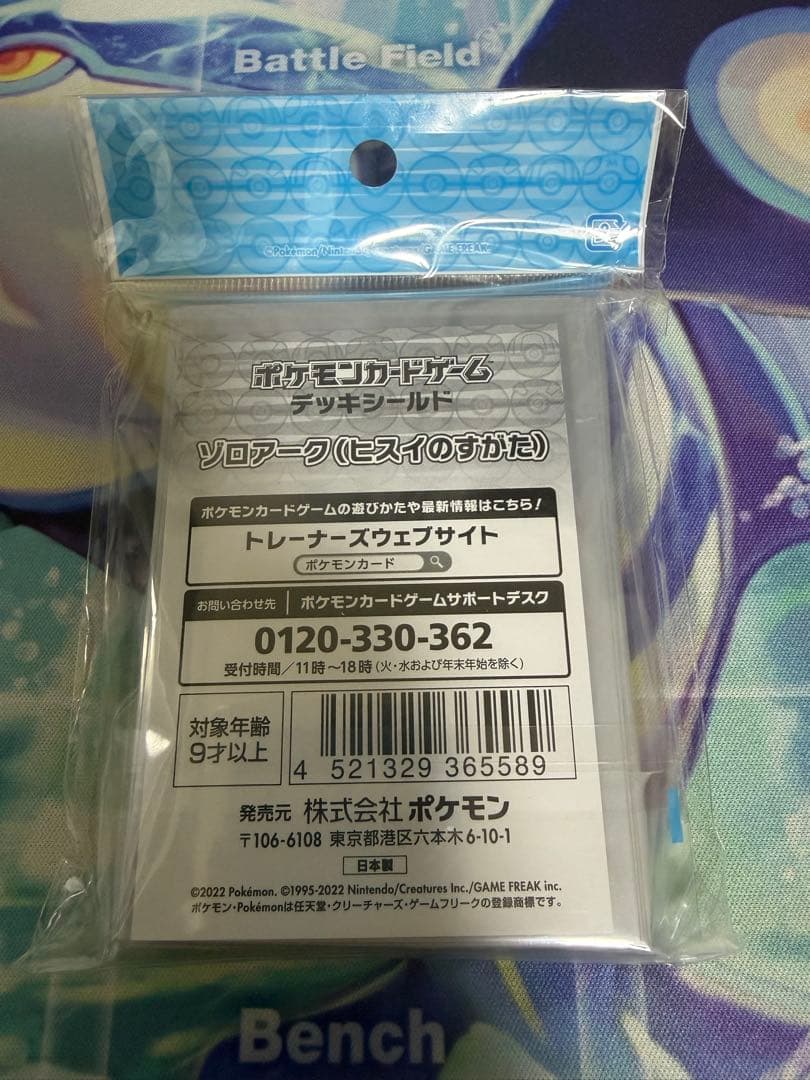 Battle Field
©Pokémon/Nintendo/Creatures/GAME FREAK
ポケモンカードゲーム
デッキシールド
ゾロアーク(ヒスイのすがた)
ポケモンカードゲームの遊びかたや最新情報はこちら!
トレーナーズウェブサイト
ポケモンカード
お問い合わせ先 ポケモンカードゲームサポートデスク
0120-330-362
受付時間/11時~18時(火・水および年末年始を除く)
対象年齢
9才以上
4 521329 365589
発売元 株式会社 ポケモン
〒106-6108 東京都港区六本木6-10-1
日本製
©2022 Pokémon. ©1995-2022 Nintendo/Creatures Inc./GAME FREAK inc.
ポケモン・Pokémonは任天堂・クリーチャーズ・ゲームフリークの登録商標です。
Bench